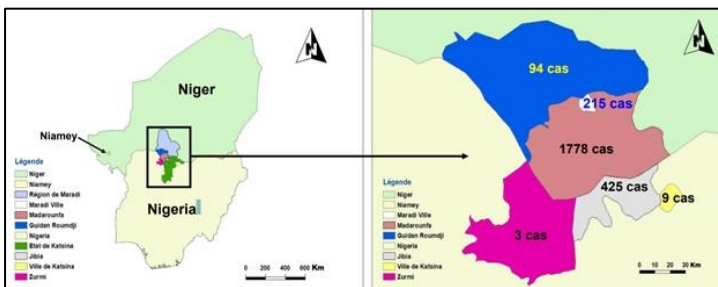 N
Niger
Niamey
Nigeria
Légende
Niger
Niamey
Région de Maradi
Maradi Ville
Madarounfa
Guidan Roumdji
Nigeria
Etat de Katsina
Jibia
Ville de Katsina
Zurmi
0 200 400 600 Km
N
94 cas
215 cas
1778 cas
425 cas
9 cas
3 cas
Légende
Niger
Niamey
Maradi Ville
Madarounfa
Guidan Roumdji
Nigeria
Jibia
Ville de Katsina
Zurmi
0 10 20 30 Km